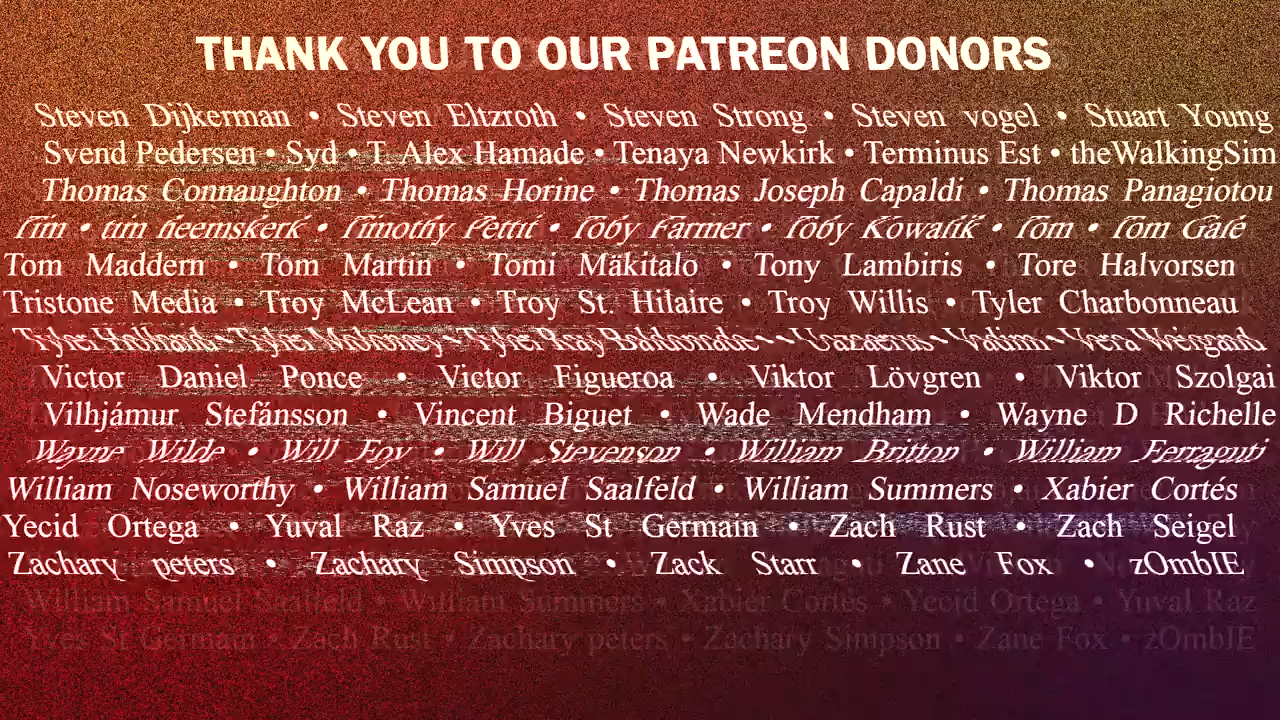 THANK YOU TO OUR PATREON DONORS
Steven Dijkerman • Steven Eltzroth • Steven Strong • Steven vogel • Stuart Young
Svend Pedersen • Syd • T. Alex Hamade • Tenaya Newkirk • Terminus Est • theWalkingSim
Thomas Connaughton • Thomas Horine • Thomas Joseph Capaldi • Thomas Panagiotou
Tim • tim heemskerk • Timothy Pettit • Toby Farmer • Toby Kowalik • Tom • Tom Gale
Tom Maddern • Tom Martin • Tomi Mäkitalo • Tony Lambiris • Tore Halvorsen
Tristone Media • Troy McLean • Troy St. Hilaire • Troy Willis • Tyler Charbonneau
Tyler • Tyler • Tyler Ray • • Vadim • Vera Weigand
Victor Daniel Ponce • Victor Figueroa • Viktor Lövgren • Viktor Szolgai
Vilhjámur Stefánsson • Vincent Biguet • Wade Mendham • Wayne D Richelle
Wayne Wilde • Will Foy • Will Stevenson • William Britton • William Ferraguti
William Noseworthy • William Samuel Saalfeld • William Summers • Xabier Cortés
Yecid Ortega • Yuval Raz • Yves St Germain • Zach Rust • Zach Seigel
Zachary peters • Zachary Simpson • Zack Starr • Zane Fox • zOmbIE
William Samuel Saalfeld • William Summers • Xabier Cortés • Yecid Ortega • Yuval Raz
Yves St Germain • Zach Rust • Zachary peters • Zachary Simpson • Zane Fox • zOmbIE